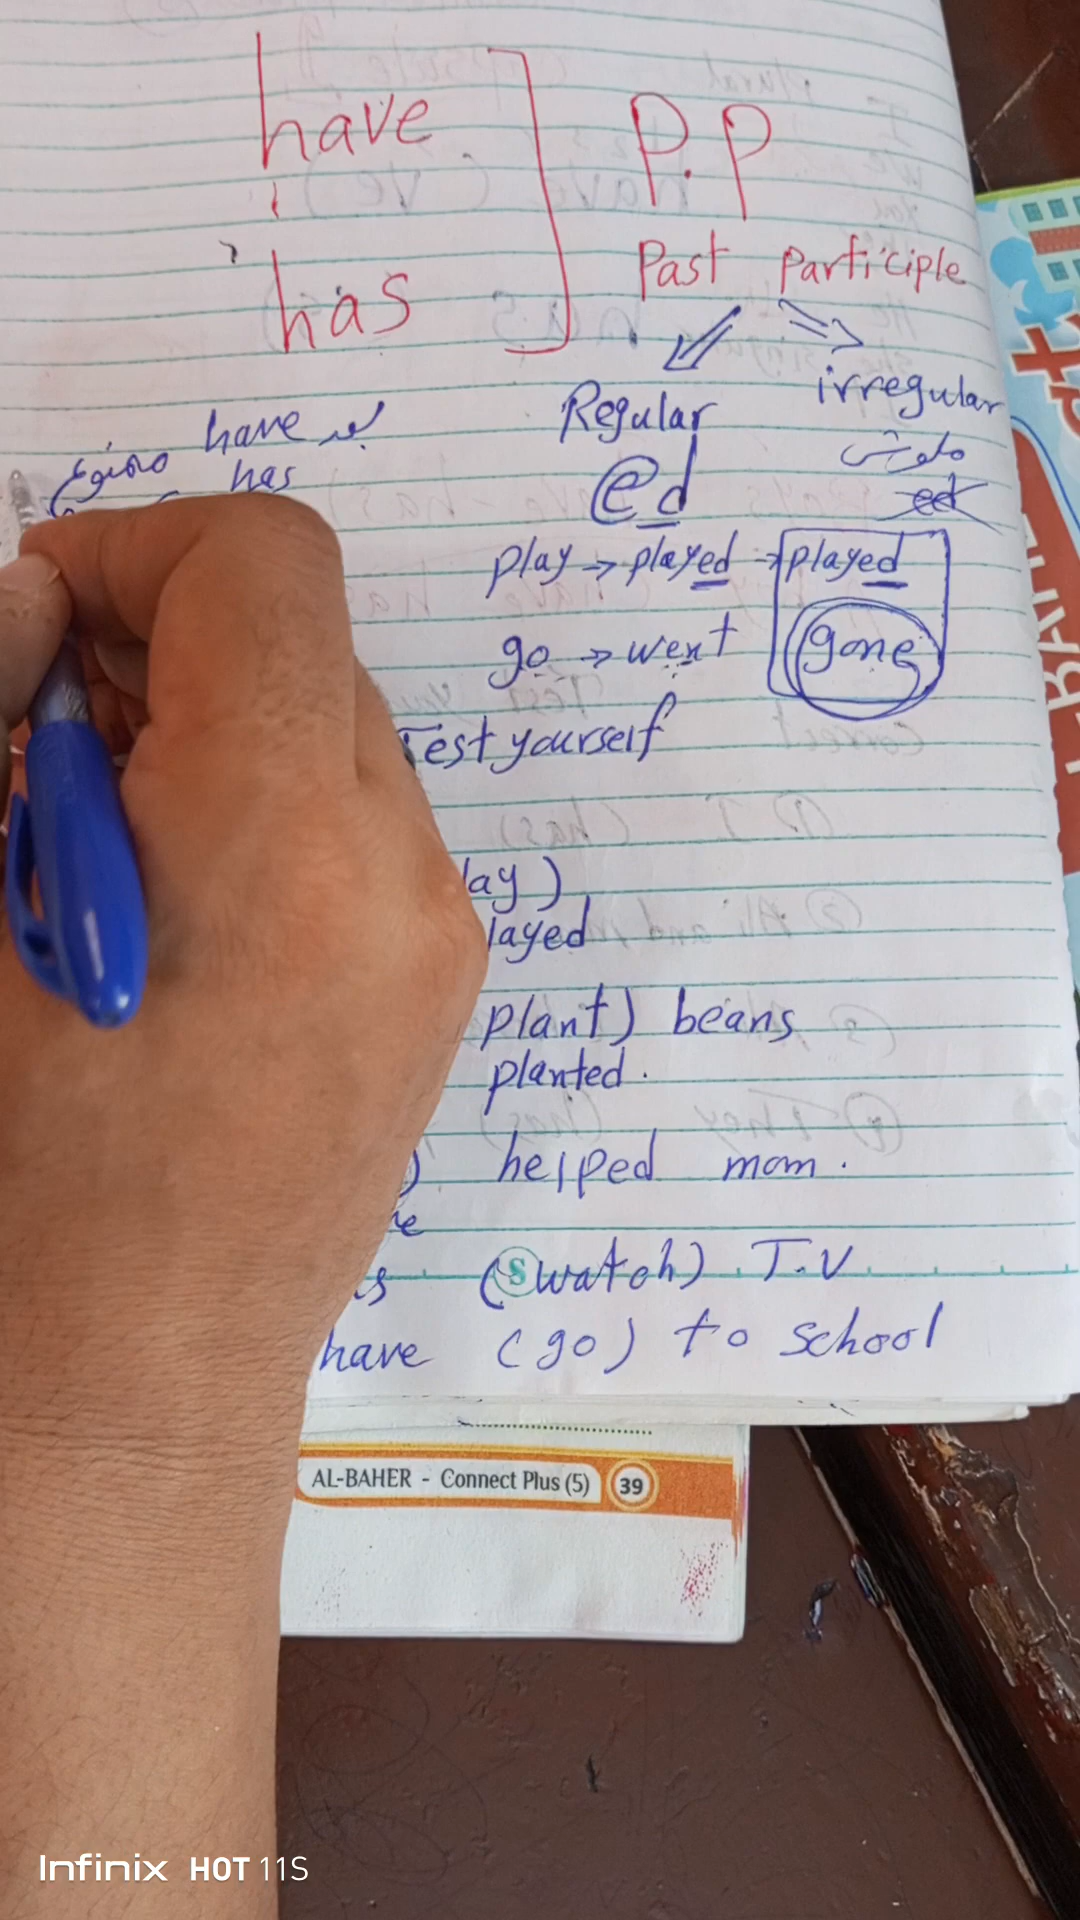 have
has
P.P
Past participle
Regular
irregular
have بعد
has
ed
ملوش
ed
play → played → played
go → went
gone
Test yourself
lay)
layed
plant) beans
planted.
) helped mom.
(watch) T.V
have (go) to school
AL-BAHER - Connect Plus (5) 39
Infinix HOT 11S